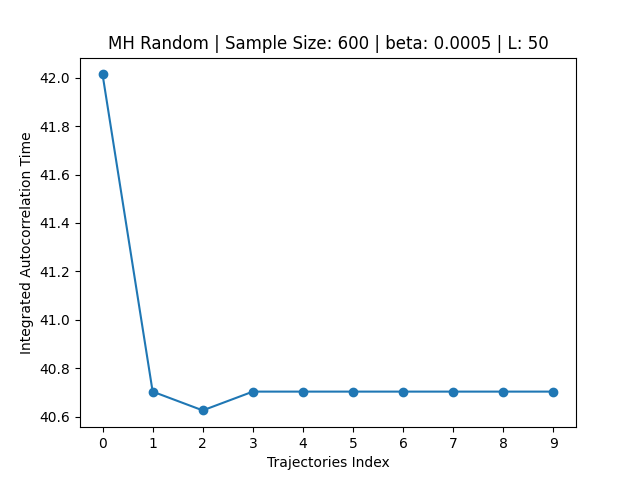 MH Random | Sample Size: 600 | beta: 0.0005 | L: 50
Integrated Autocorrelation Time
42.0
41.8
41.6
41.4
41.2
41.0
40.8
40.6
0 1 2 3 4 5 6 7 8 9
Trajectories Index